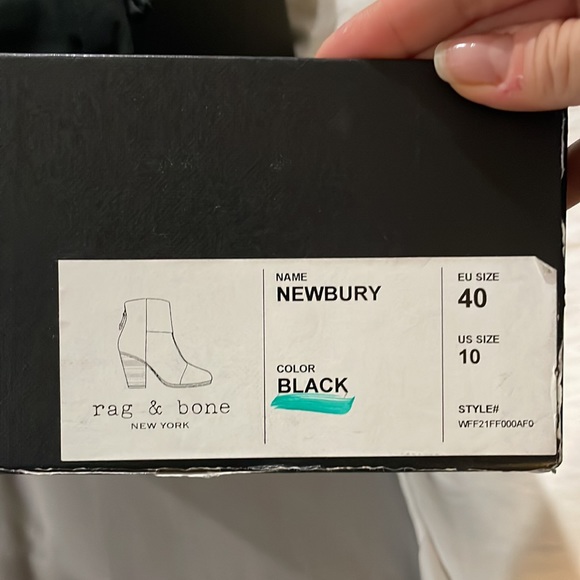 rag & bone
NEW YORK
NAME
NEWBURY
COLOR
BLACK
EU SIZE
40
US SIZE
10
STYLE#
WFF21FF000AF0